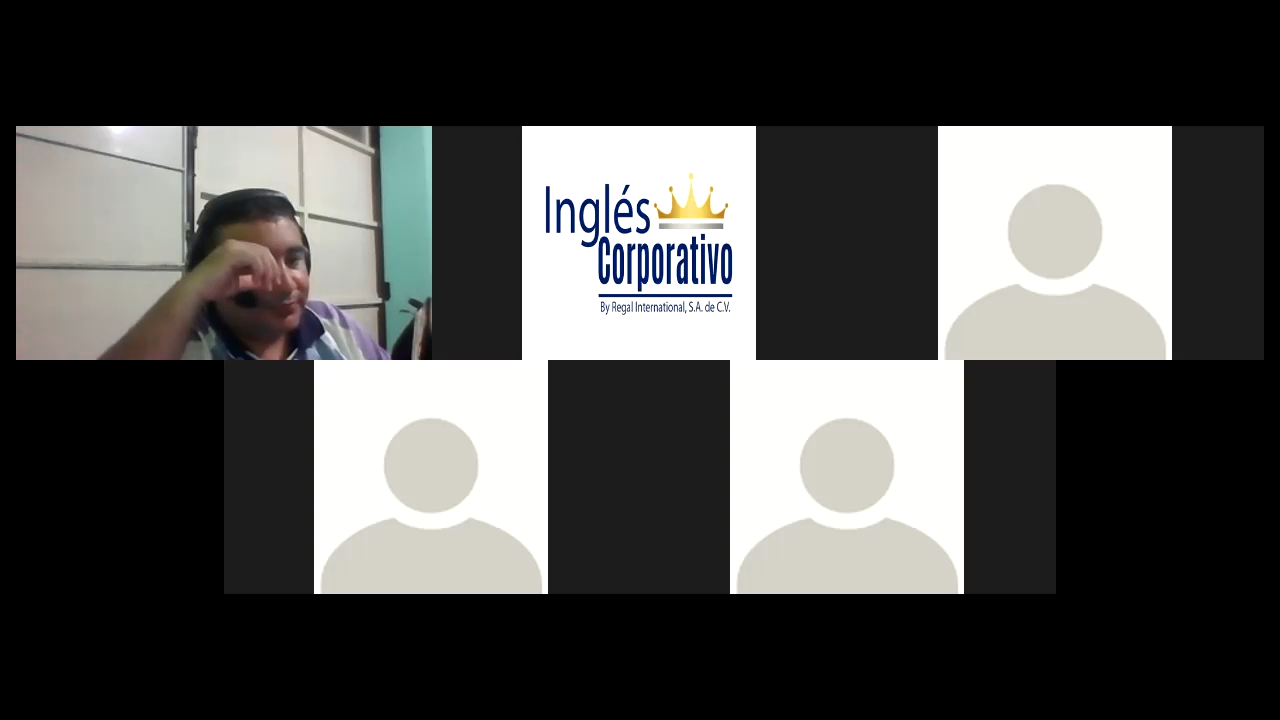 Inglés
Corporativo
By Regal International, S.A. de C.V.